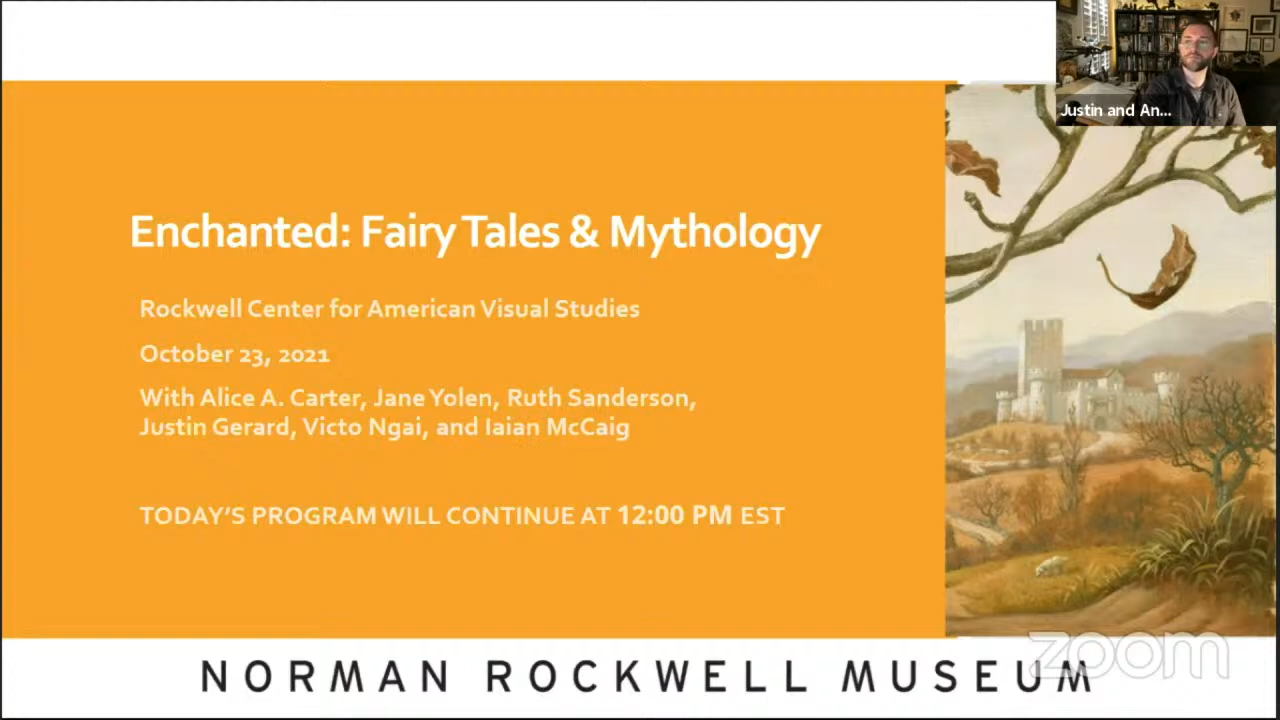 Justin and An...
Enchanted: Fairy Tales & Mythology
Rockwell Center for American Visual Studies
October 23, 2021
With Alice A. Carter, Jane Yolen, Ruth Sanderson,
Justin Gerard, Victo Ngai, and Iaian McCaig
TODAY'S PROGRAM WILL CONTINUE AT 12:00 PM EST
NORMAN ROCKWELL MUSEUM
zoom